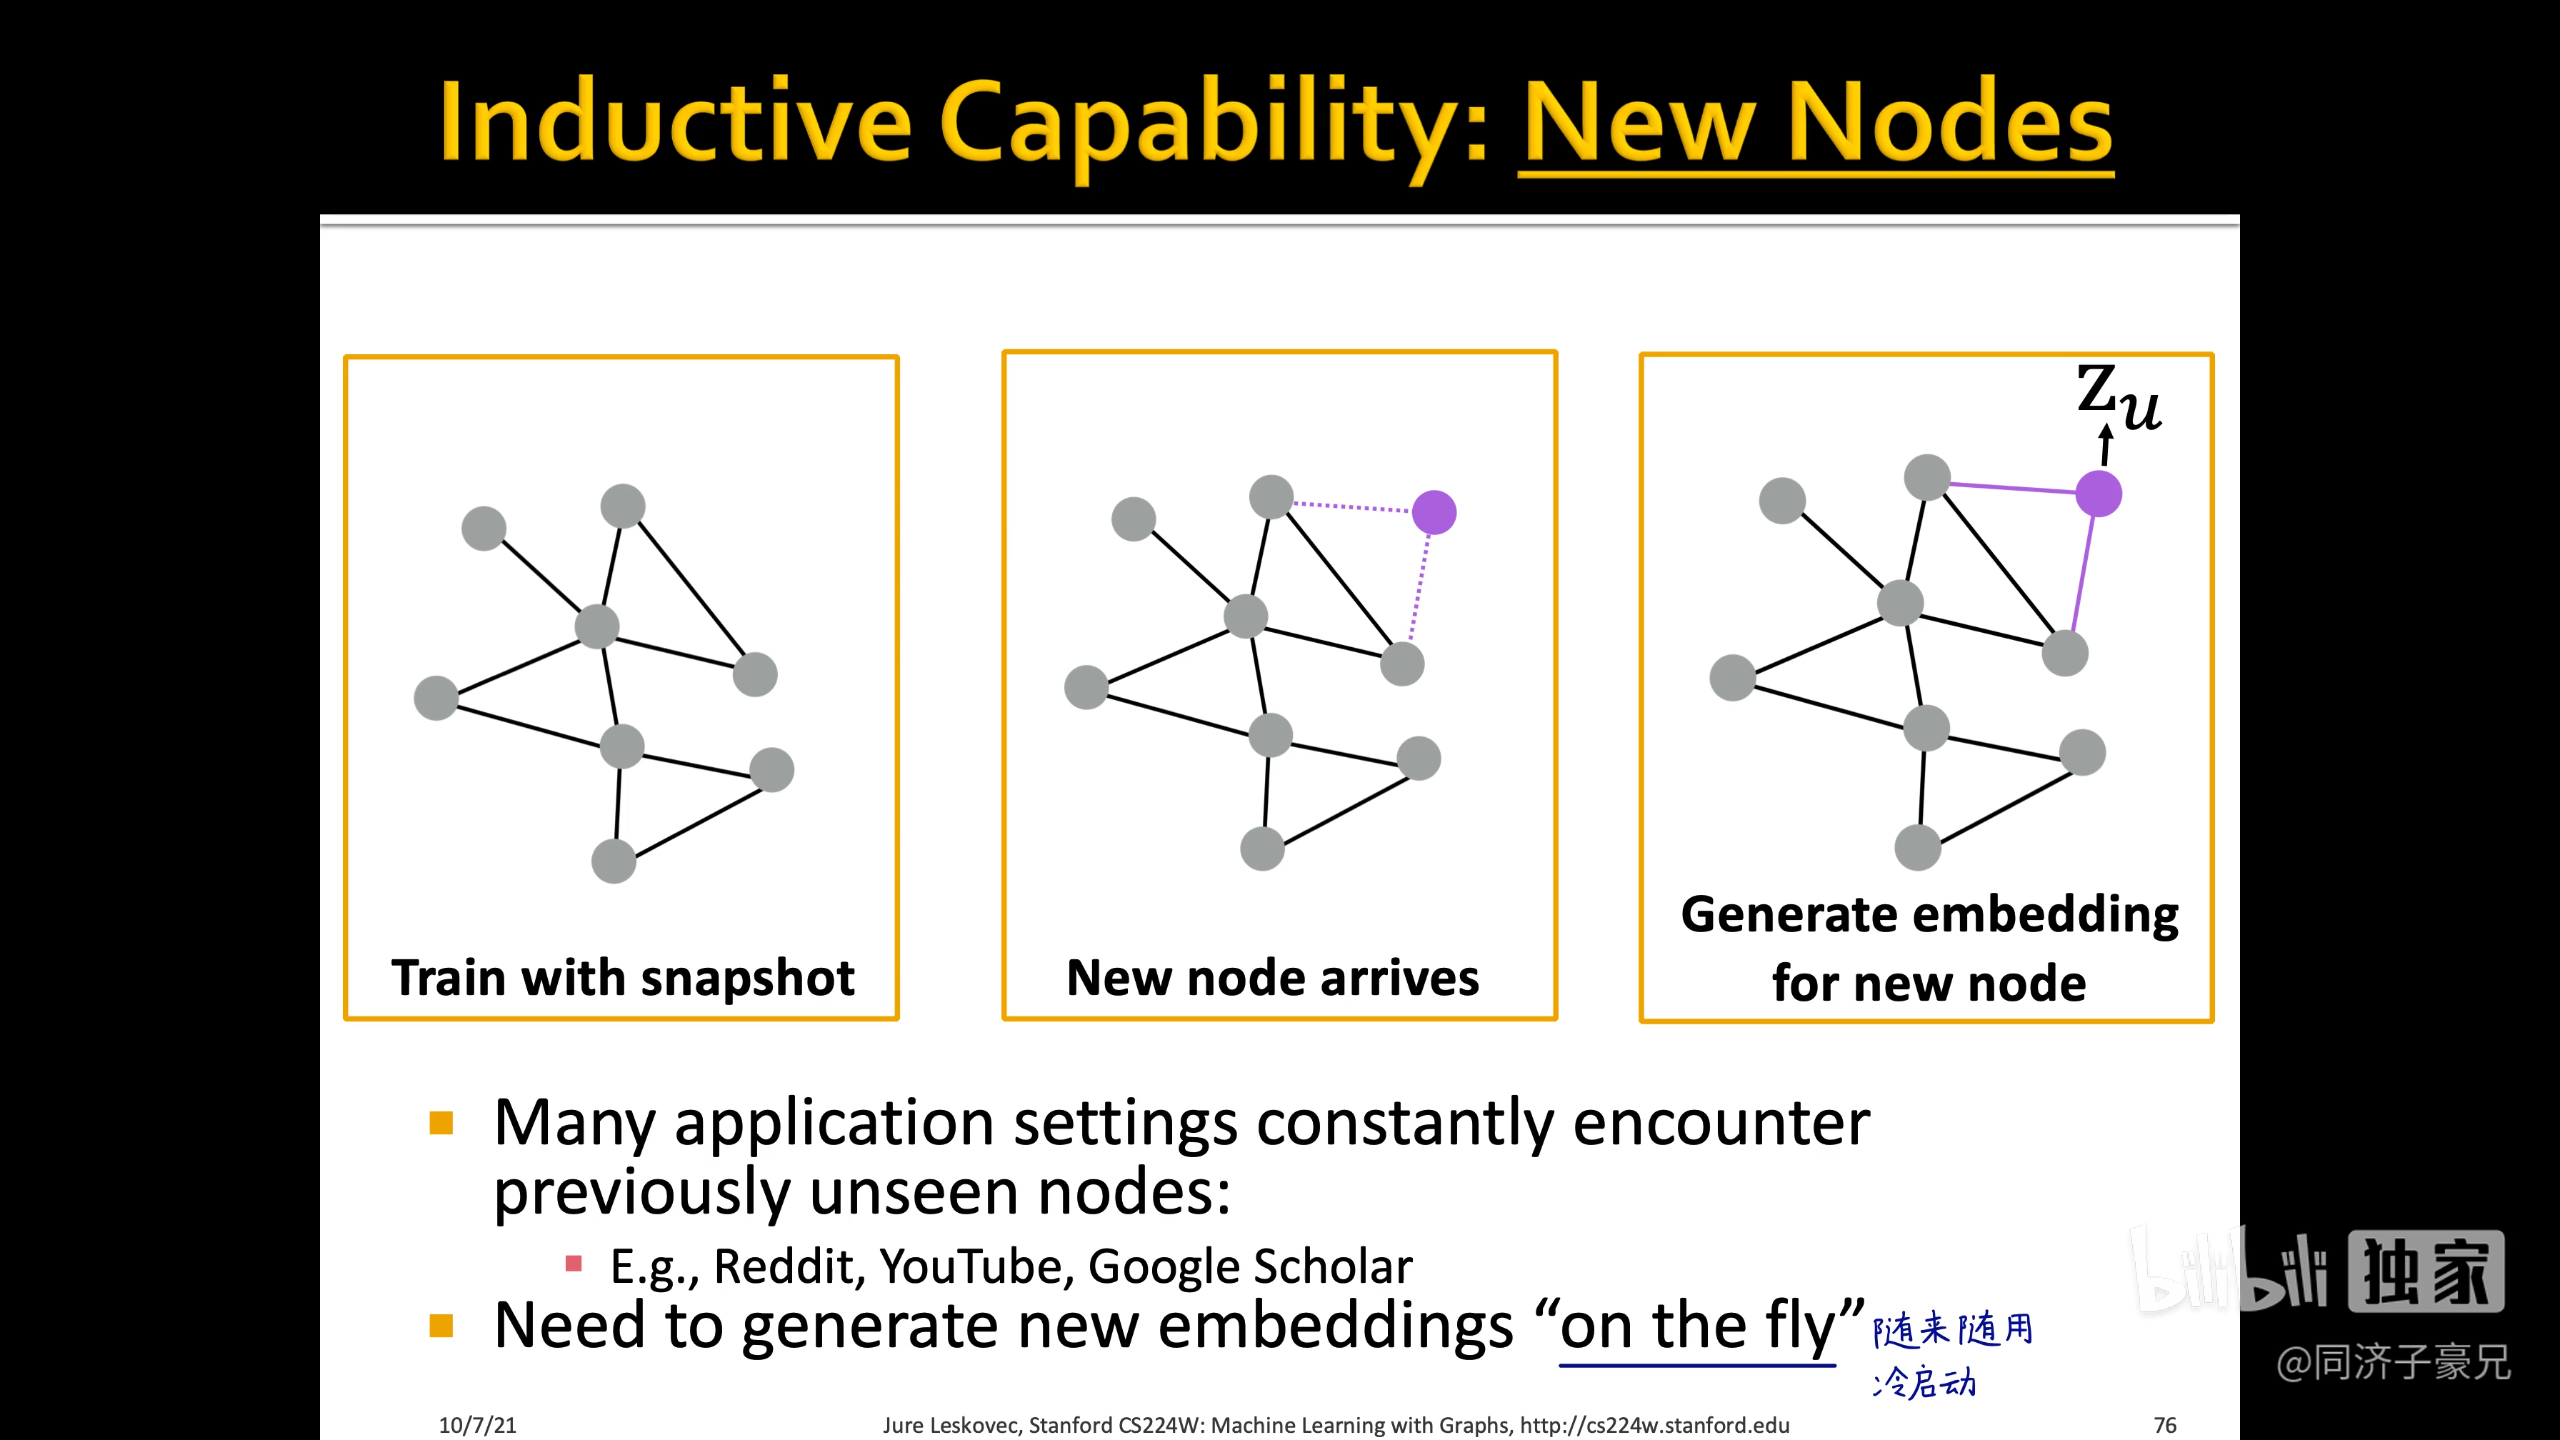 Inductive Capability: New Nodes
z_u
Train with snapshot
New node arrives
Generate embedding
for new node
Many application settings constantly encounter
previously unseen nodes:
E.g., Reddit, YouTube, Google Scholar
Need to generate new embeddings “on the fly”
随来随用
冷启动
bilibili 独家
@同济子豪兄
10/7/21
Jure Leskovec, Stanford CS224W: Machine Learning with Graphs, http://cs224w.stanford.edu
76